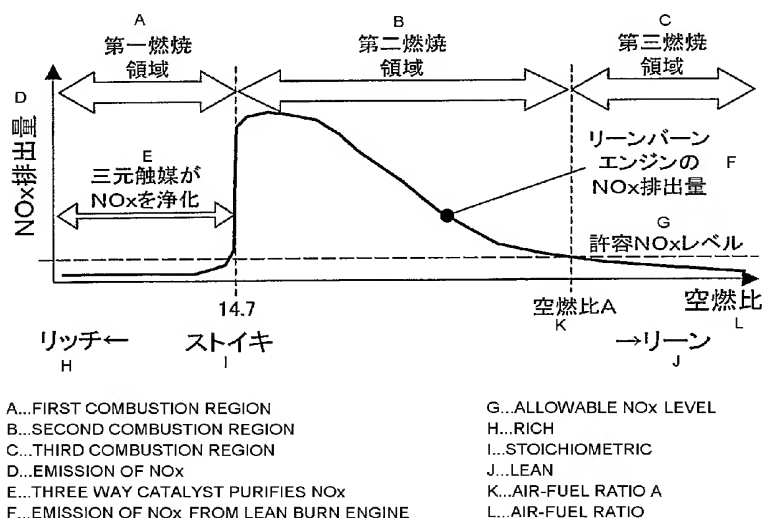 A
第一燃焼
領域
B
第二燃焼
領域
C
第三燃焼
領域
D
NOx排出量
E
三元触媒が
NOxを浄化
リーンバーン
エンジンの
NOx排出量
F
G
許容NOxレベル
14.7
空燃比A
K
空燃比
L
リッチ←
H
ストイキ
I
→リーン
J
A...FIRST COMBUSTION REGION
B...SECOND COMBUSTION REGION
C...THIRD COMBUSTION REGION
D...EMISSION OF NOx
E...THREE WAY CATALYST PURIFIES NOx
F...EMISSION OF NOx FROM LEAN BURN ENGINE
G...ALLOWABLE NOx LEVEL
H...RICH
I...STOICHIOMETRIC
J...LEAN
K...AIR-FUEL RATIO A
L...AIR-FUEL RATIO